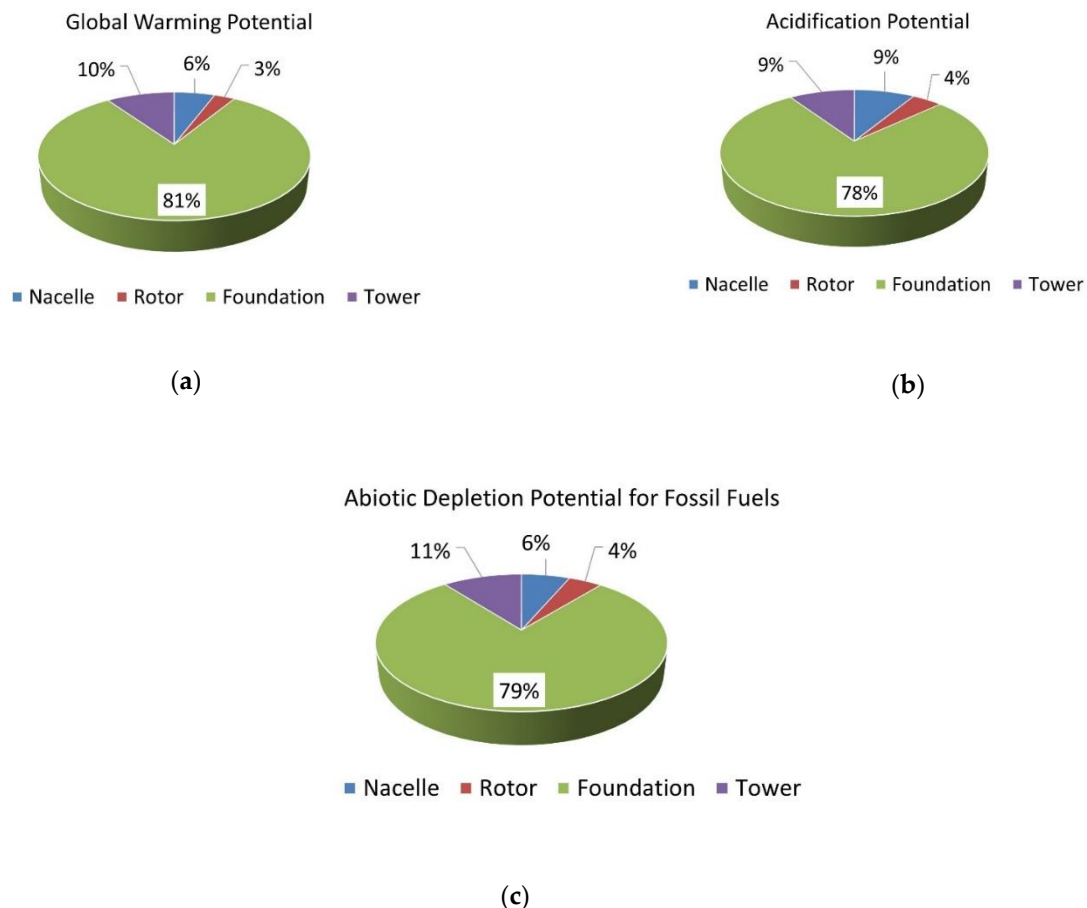 Global Warming Potential
10%
6%
3%
81%
Nacelle Rotor Foundation Tower
(a)
Acidification Potential
9%
9%
4%
78%
Nacelle Rotor Foundation Tower
(b)
Abiotic Depletion Potential for Fossil Fuels
11%
6%
4%
79%
Nacelle Rotor Foundation Tower
(c)